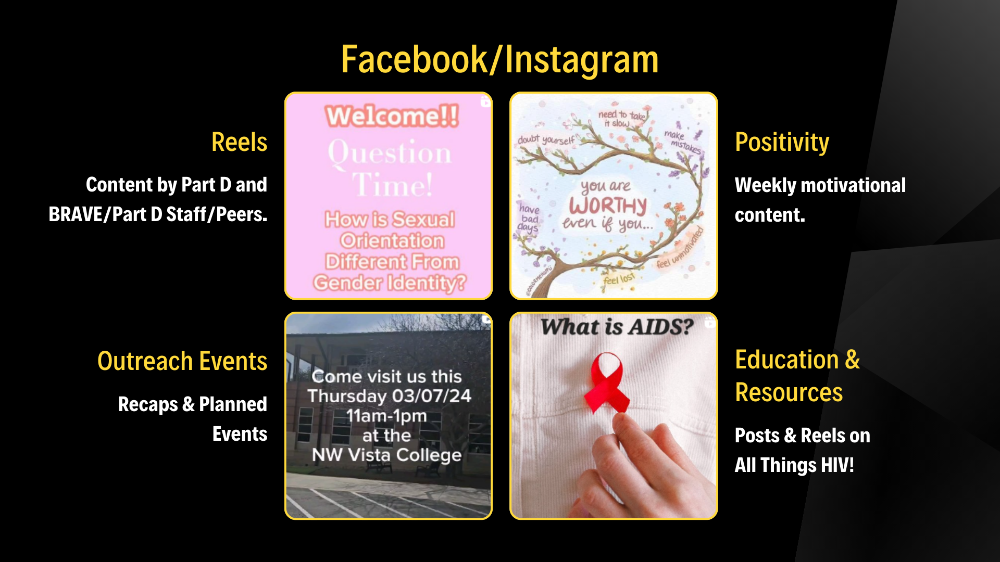 Facebook/Instagram
Reels
Content by Part D and
BRAVE/Part D Staff/Peers.
Welcome!!
Question
Time!
How is Sexual
Orientation
Different From
Gender Identity?
need to take
it slow
doubt yourself
make
mistakes
you are
WORTHY
even if you...
have
bad
days
feel unmotivated
feel lost
@COLORMEHAPPii
Positivity
Weekly motivational
content.
Outreach Events
Recaps & Planned
Events
Come visit us this
Thursday 03/07/24
11am-1pm
at the
NW Vista College
What is AIDS?
Education &
Resources
Posts & Reels on
All Things HIV!